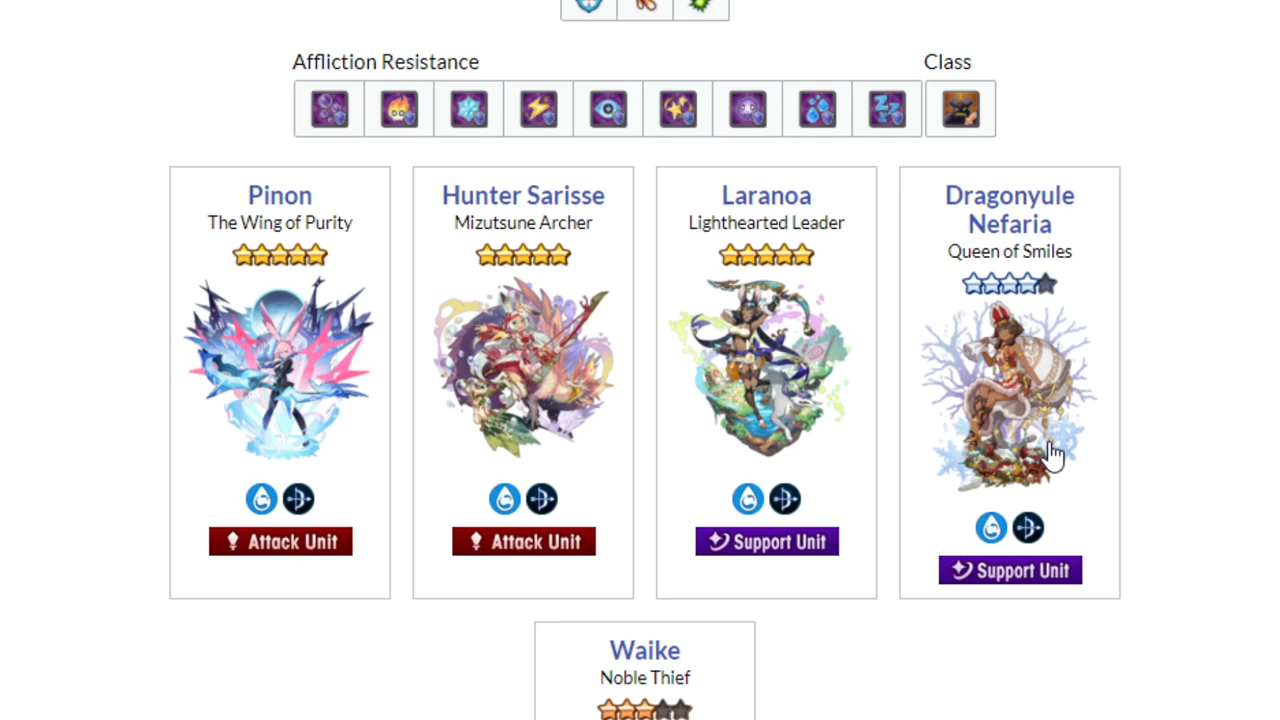 Affliction Resistance
Class
Pinon
The Wing of Purity
Attack Unit
Hunter Sarisse
Mizutsune Archer
Attack Unit
Laranoa
Lighthearted Leader
Support Unit
Dragonyule
Nefaria
Queen of Smiles
Support Unit
Waike
Noble Thief